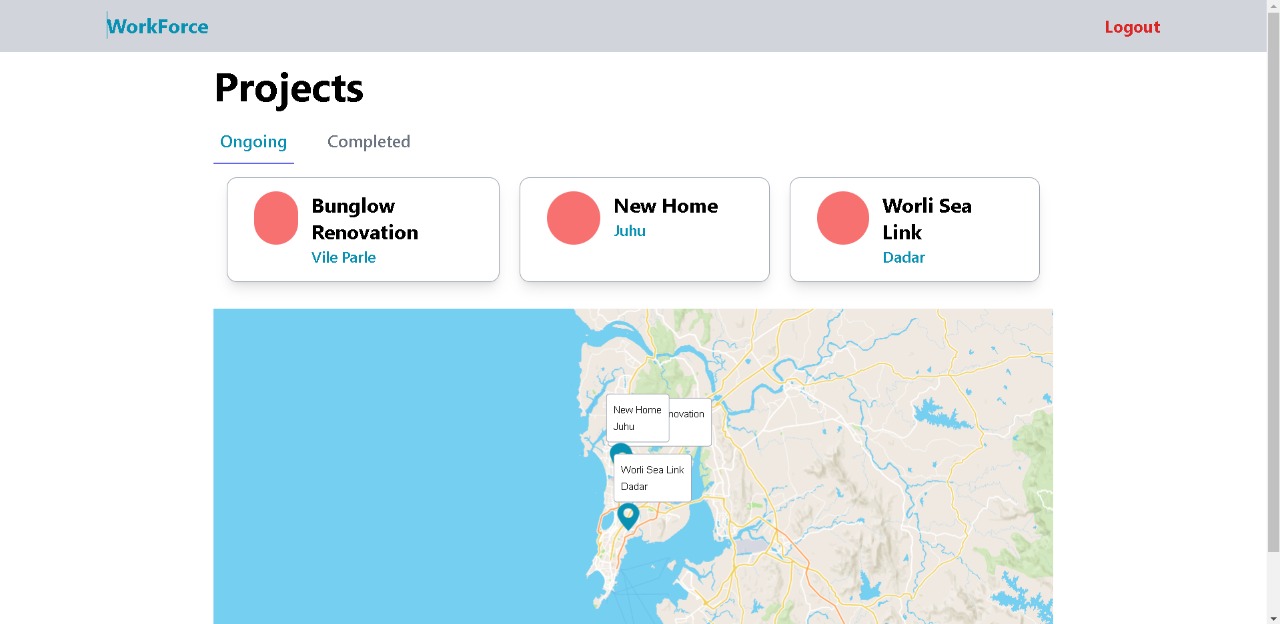 WorkForce
Logout
Projects
Ongoing
Completed
Bunglow
Renovation
Vile Parle
New Home
Juhu
Worli Sea
Link
Dadar
New Home
Juhu
novation
Worli Sea Link
Dadar